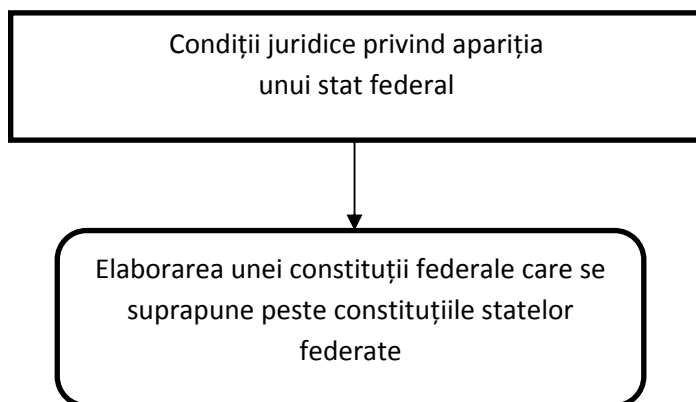 Condiții juridice privind apariția
unui stat federal
Elaborarea unei constituții federale care se
suprapune peste constituțiile statelor
federate